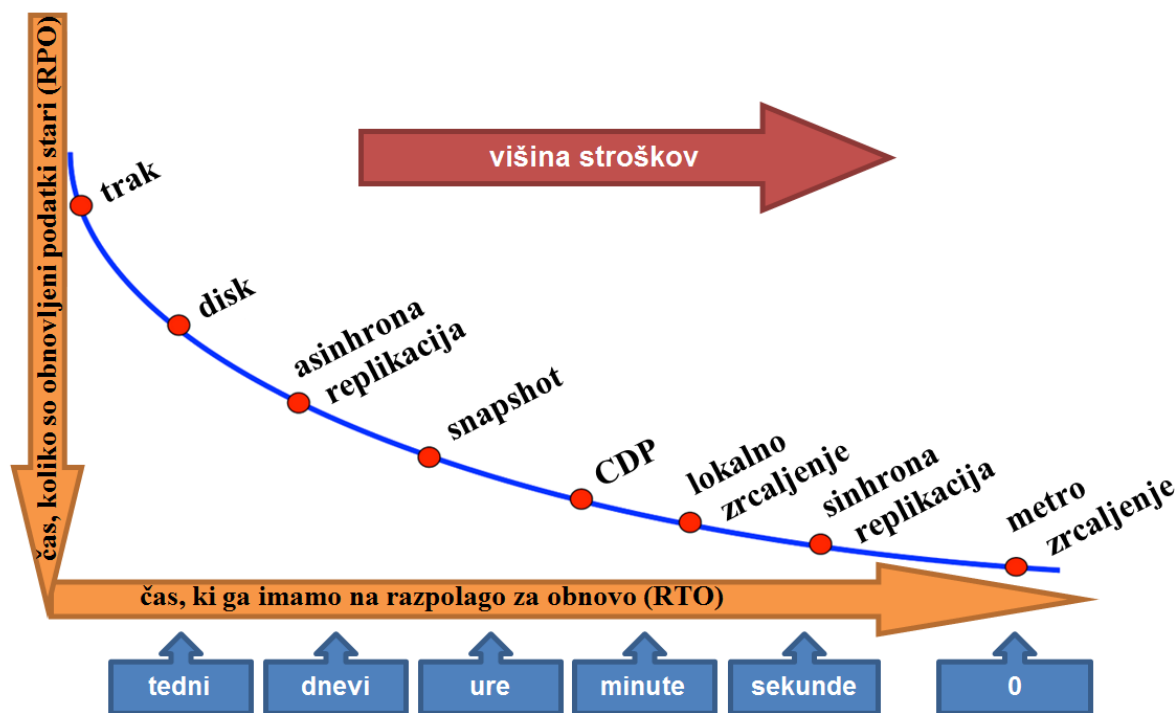 čas, koliko so obnovljeni podatki stari (RPO)
višina stroškov
trak
disk
asinhrona
replikacija
snapshot
CDP
lokalno
zrcaljenje
sinhrona
replikacija
metro
zrcaljenje
čas, ki ga imamo na razpolago za obnovo (RTO)
tedni
dnevi
ure
minute
sekunde
0